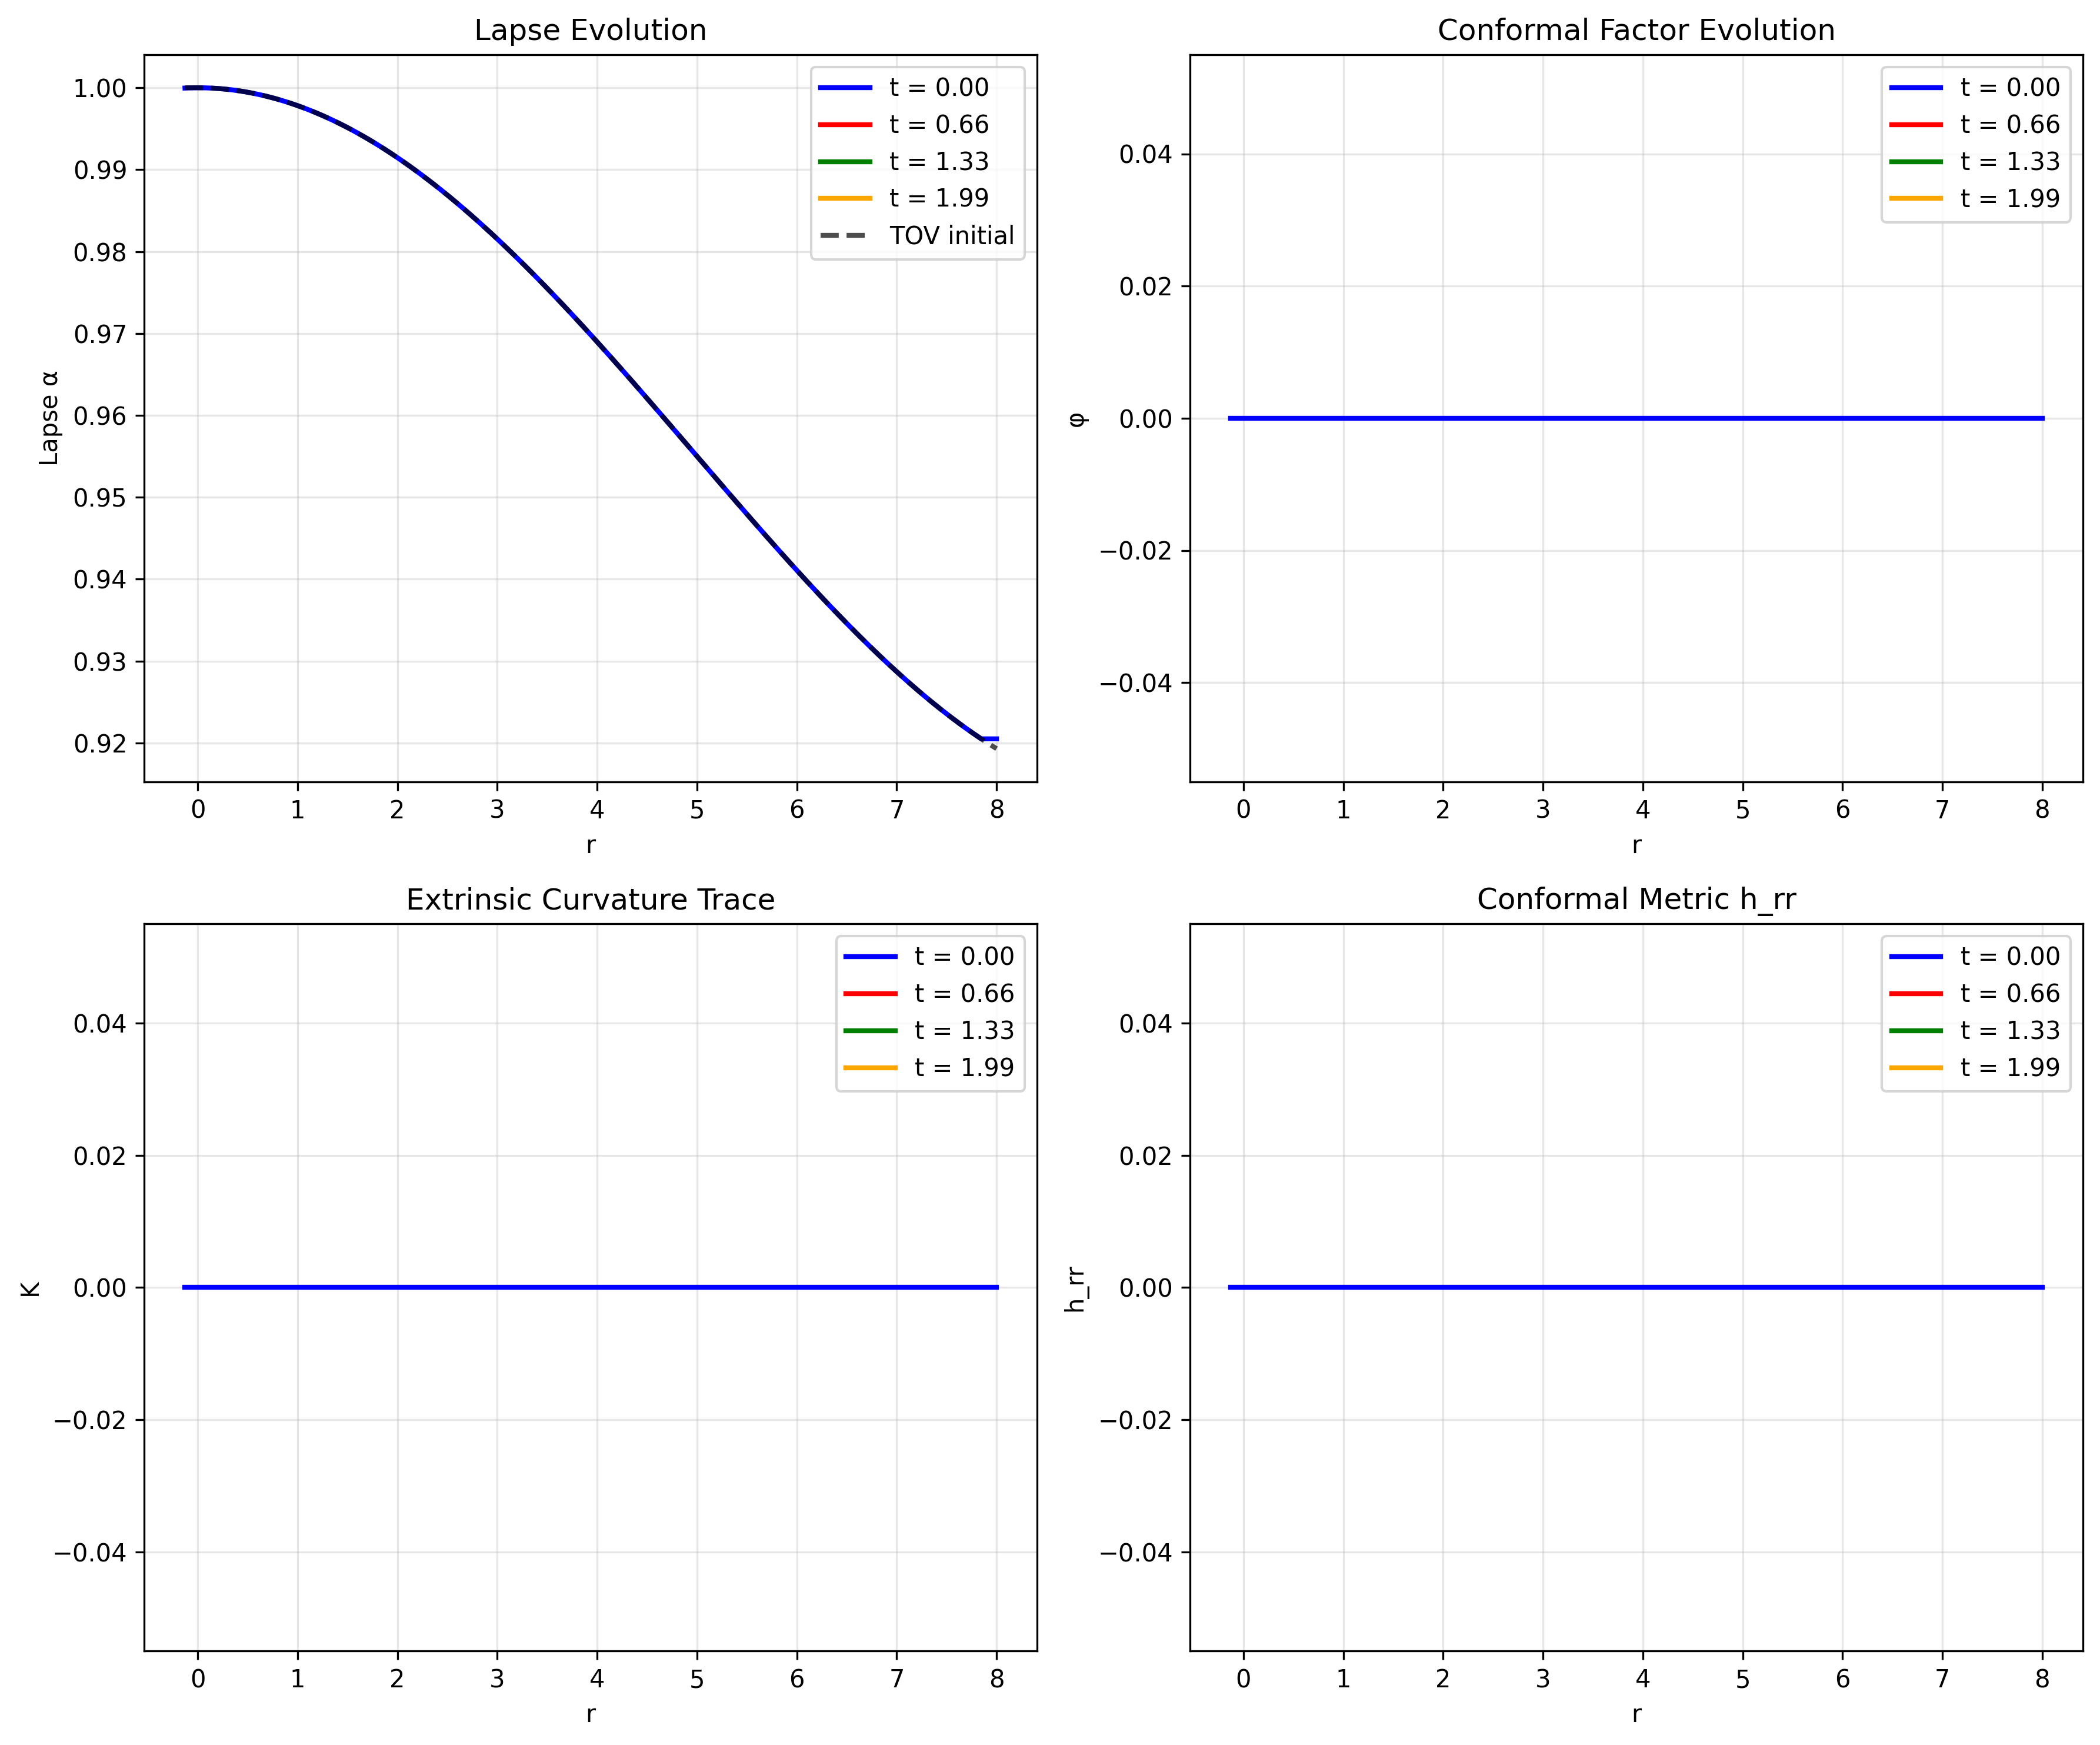 Lapse Evolution
Lapse α
1.00
0.99
0.98
0.97
0.96
0.95
0.94
0.93
0.92
t = 0.00
t = 0.66
t = 1.33
t = 1.99
TOV initial
0 1 2 3 4 5 6 7 8
r
Conformal Factor Evolution
φ
0.04
0.02
0.00
−0.02
−0.04
t = 0.00
t = 0.66
t = 1.33
t = 1.99
0 1 2 3 4 5 6 7 8
r
Extrinsic Curvature Trace
K
0.04
0.02
0.00
−0.02
−0.04
t = 0.00
t = 0.66
t = 1.33
t = 1.99
0 1 2 3 4 5 6 7 8
r
Conformal Metric h_rr
h_rr
0.04
0.02
0.00
−0.02
−0.04
t = 0.00
t = 0.66
t = 1.33
t = 1.99
0 1 2 3 4 5 6 7 8
r